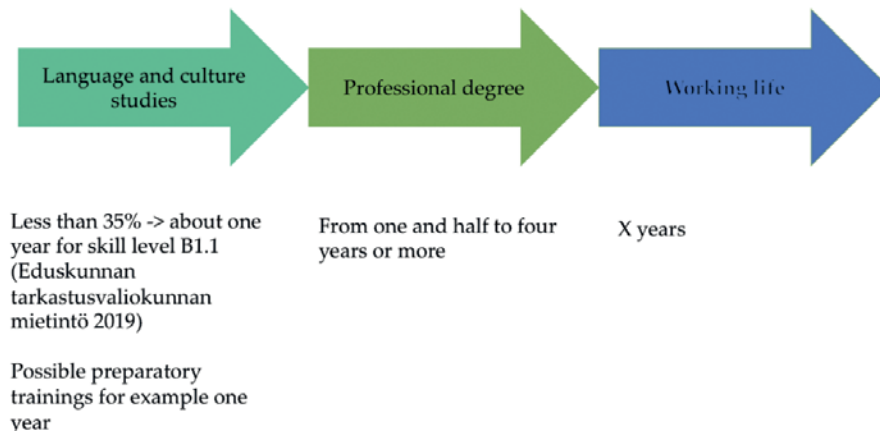 Language and culture
studies
Professional degree
Working life
Less than 35% -> about one
year for skill level B1.1
(Eduskunnan
tarkastusvaliokunnan
mietintö 2019)
Possible preparatory
trainings for example one
year
From one and half to four
years or more
X years